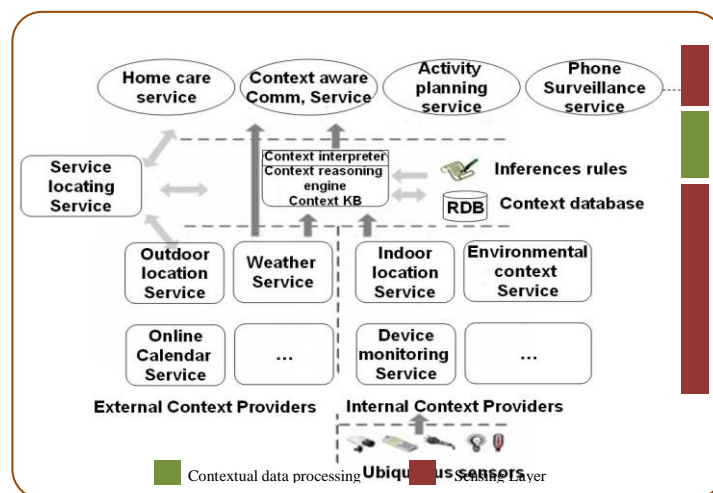 Home care
service
Context aware
Comm, Service
Activity
planning
service
Phone
Surveillance
service
Service
locating
Service
Context interpreter
Context reasoning
engine
Context KB
Inferences rules
RDB
Context database
Outdoor
location
Service
Weather
Service
Indoor
location
Service
Environmental
context
Service
Online
Calendar
Service
...
Device
monitoring
Service
...
External Context Providers
Internal Context Providers
sensors
Contextual data processing
Sensing Layer